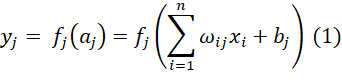 y_j = f_j(a_j) = f_j(∑_{i=1}^{n} ω_{ij}x_i + b_j) (1)